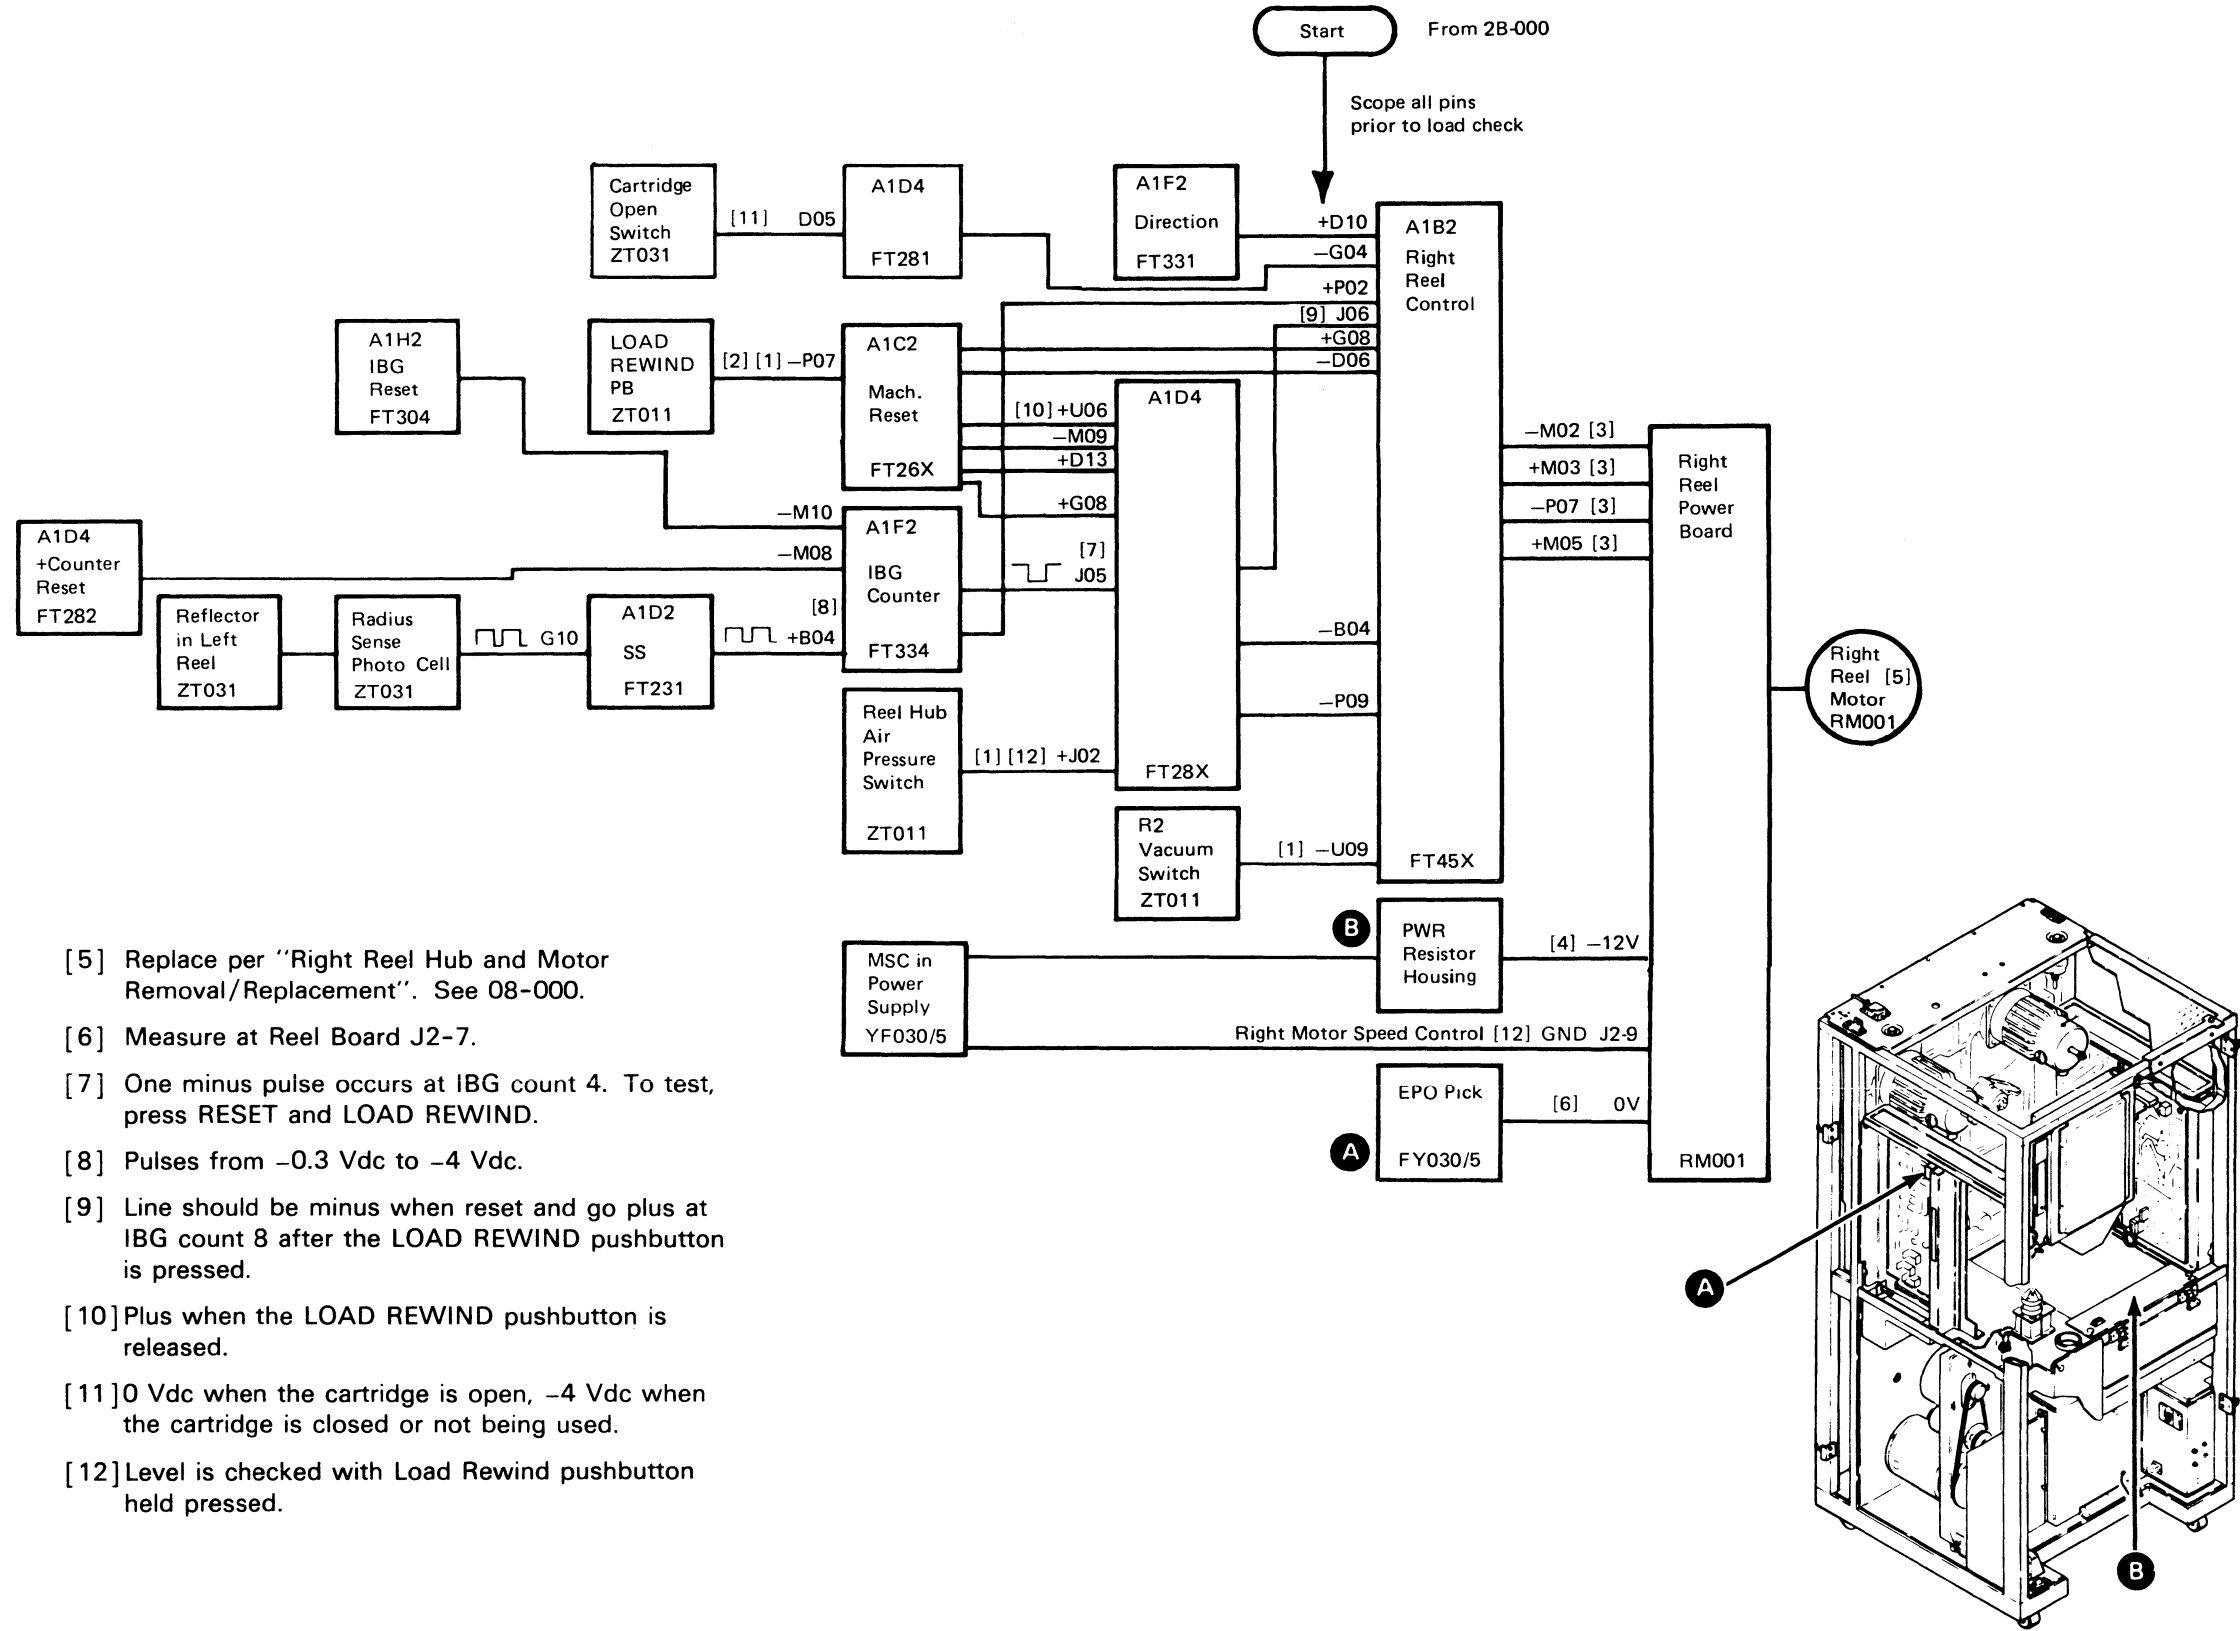 Start
From 2B-000
Scope all pins
prior to load check
Cartridge
Open
Switch
ZT031
[11] D05
A1D4
FT281
A1F2
Direction
FT331
+D10
–G04
+P02
[9] J06
+G08
–D06
A1B2
Right
Reel
Control
FT45X
A1H2
IBG
Reset
FT304
LOAD
REWIND
PB
ZT011
[2] [1] –P07
A1C2
Mach.
Reset
FT26X
[10] +U06
–M09
+D13
+G08
[7]
J05
A1D4
FT28X
–M02 [3]
+M03 [3]
–P07 [3]
+M05 [3]
Right
Reel
Power
Board
RM001
A1D4
+Counter
Reset
FT282
–M10
–M08
[8]
+B04
A1F2
IBG
Counter
FT334
Reflector
in Left
Reel
ZT031
Radius
Sense
Photo Cell
ZT031
G10
A1D2
SS
FT231
–B04
–P09
Right
Reel [5]
Motor
RM001
Reel Hub
Air
Pressure
Switch
ZT011
[1] [12] +J02
R2
Vacuum
Switch
ZT011
[1] –U09
B
PWR
Resistor
Housing
[4] –12V
MSC in
Power
Supply
YF030/5
Right Motor Speed Control [12] GND J2-9
EPO Pick
FY030/5
A
[6] 0V
[5] Replace per "Right Reel Hub and Motor
Removal/Replacement". See 08-000.
[6] Measure at Reel Board J2-7.
[7] One minus pulse occurs at IBG count 4. To test,
press RESET and LOAD REWIND.
[8] Pulses from –0.3 Vdc to –4 Vdc.
[9] Line should be minus when reset and go plus at
IBG count 8 after the LOAD REWIND pushbutton
is pressed.
[10] Plus when the LOAD REWIND pushbutton is
released.
[11] 0 Vdc when the cartridge is open, –4 Vdc when
the cartridge is closed or not being used.
[12] Level is checked with Load Rewind pushbutton
held pressed.
A
B